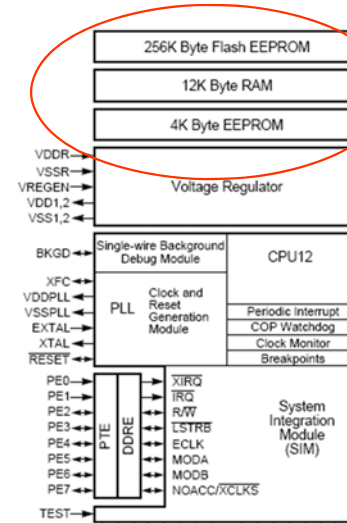 256K Byte Flash EEPROM
12K Byte RAM
4K Byte EEPROM
VDDR
VSSR
VREGEN
VDD1,2
VSS1,2
Voltage Regulator
BKGD
Single-wire Background
Debug Module
CPU12
XFC
VDDPLL
VSSPLL
EXTAL
XTAL
RESET
PLL
Clock and
Reset
Generation
Module
Periodic Interrupt
COP Watchdog
Clock Monitor
Breakpoints
PE0
PE1
PE2
PE3
PE4
PE5
PE6
PE7
PTE
DDRE
XIRQ
IRQ
R/W
LSTRB
ECLK
MODA
MODB
NOACC/XCLKS
System
Integration
Module
(SIM)
TEST